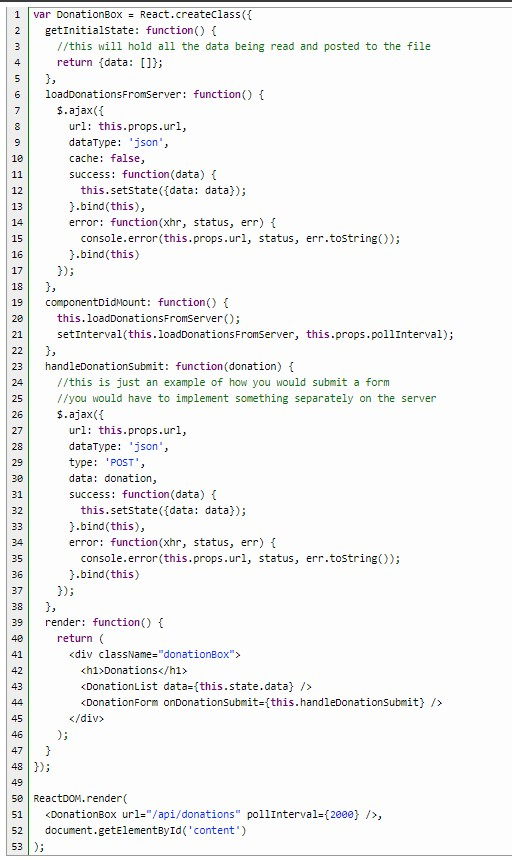 1 var DonationBox = React.createClass({
2   getInitialState: function() {
3     //this will hold all the data being read and posted to the file
4     return {data: []};
5   },
6   loadDonationsFromServer: function() {
7     $.ajax({
8       url: this.props.url,
9       dataType: 'json',
10       cache: false,
11       success: function(data) {
12         this.setState({data: data});
13       }.bind(this),
14       error: function(xhr, status, err) {
15         console.error(this.props.url, status, err.toString());
16       }.bind(this)
17     });
18   },
19   componentDidMount: function() {
20     this.loadDonationsFromServer();
21     setInterval(this.loadDonationsFromServer, this.props.pollInterval);
22   },
23   handleDonationSubmit: function(donation) {
24     //this is just an example of how you would submit a form
25     //you would have to implement something separately on the server
26     $.ajax({
27       url: this.props.url,
28       dataType: 'json',
29       type: 'POST',
30       data: donation,
31       success: function(data) {
32         this.setState({data: data});
33       }.bind(this),
34       error: function(xhr, status, err) {
35         console.error(this.props.url, status, err.toString());
36       }.bind(this)
37     });
38   },
39   render: function() {
40     return (
41       <div className="donationBox">
42         <h1>Donations</h1>
43         <DonationList data={this.state.data} />
44         <DonationForm onDonationSubmit={this.handleDonationSubmit} />
45       </div>
46     );
47   }
48 });
49
50 ReactDOM.render(
51   <DonationBox url="/api/donations" pollInterval={2000} />,
52   document.getElementById('content')
53 );